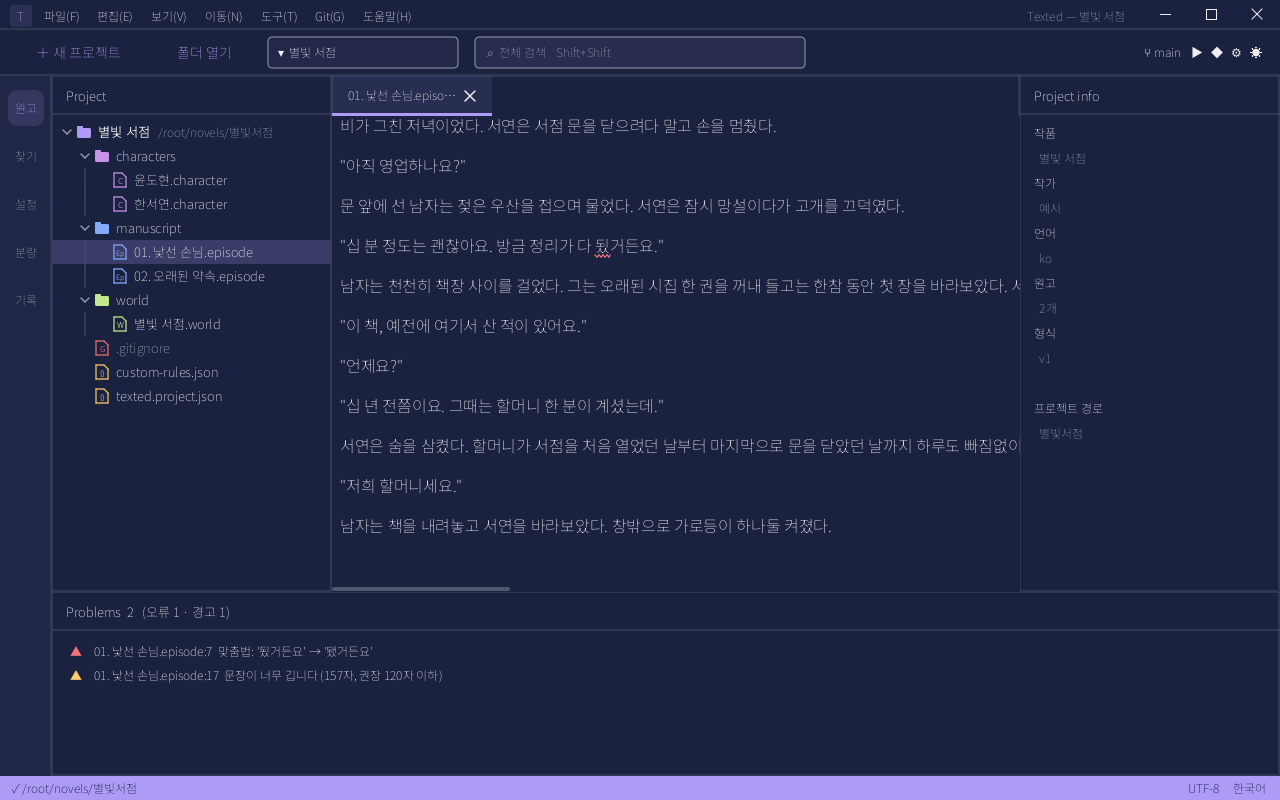 T 파일(F) 편집(E) 보기(V) 이동(N) 도구(T) Git(G) 도움말(H) Texted — 별빛 서점
+ 새 프로젝트 폴더 열기 ▾ 별빛 서점 ⌕ 전체 검색 Shift+Shift main
원고
찾기
설정
분량
기록
Project
별빛 서점 /root/novels/별빛서점
characters
C 윤도현.character
C 한서연.character
manuscript
Ep 01. 낯선 손님.episode
Ep 02. 오래된 약속.episode
world
W 별빛 서점.world
G .gitignore
{} custom-rules.json
{} texted.project.json
01. 낯선 손님.episo⋯
비가 그친 저녁이었다. 서연은 서점 문을 닫으려다 말고 손을 멈췄다.
"아직 영업하나요?"
문 앞에 선 남자는 젖은 우산을 접으며 물었다. 서연은 잠시 망설이다가 고개를 끄덕였다.
"십 분 정도는 괜찮아요. 방금 정리가 다 됬거든요."
남자는 천천히 책장 사이를 걸었다. 그는 오래된 시집 한 권을 꺼내 들고는 한참 동안 첫 장을 바라보았다.
"이 책, 예전에 여기서 산 적이 있어요."
"언제요?"
"십 년 전쯤이요. 그때는 할머니 한 분이 계셨는데."
서연은 숨을 삼켰다. 할머니가 서점을 처음 열었던 날부터 마지막으로 문을 닫았던 날까지 하루도 빠짐없이
"저희 할머니세요."
남자는 책을 내려놓고 서연을 바라보았다. 창밖으로 가로등이 하나둘 켜졌다.
Project info
작품
별빛 서점
작가
예시
언어
ko
원고
2개
형식
v1
프로젝트 경로
별빛서점
Problems 2 (오류 1 · 경고 1)
01. 낯선 손님.episode:7 맞춤법: '됬거든요' → '됐거든요'
01. 낯선 손님.episode:17 문장이 너무 깁니다 (157자, 권장 120자 이하)
✓ /root/novels/별빛서점 UTF-8 한국어